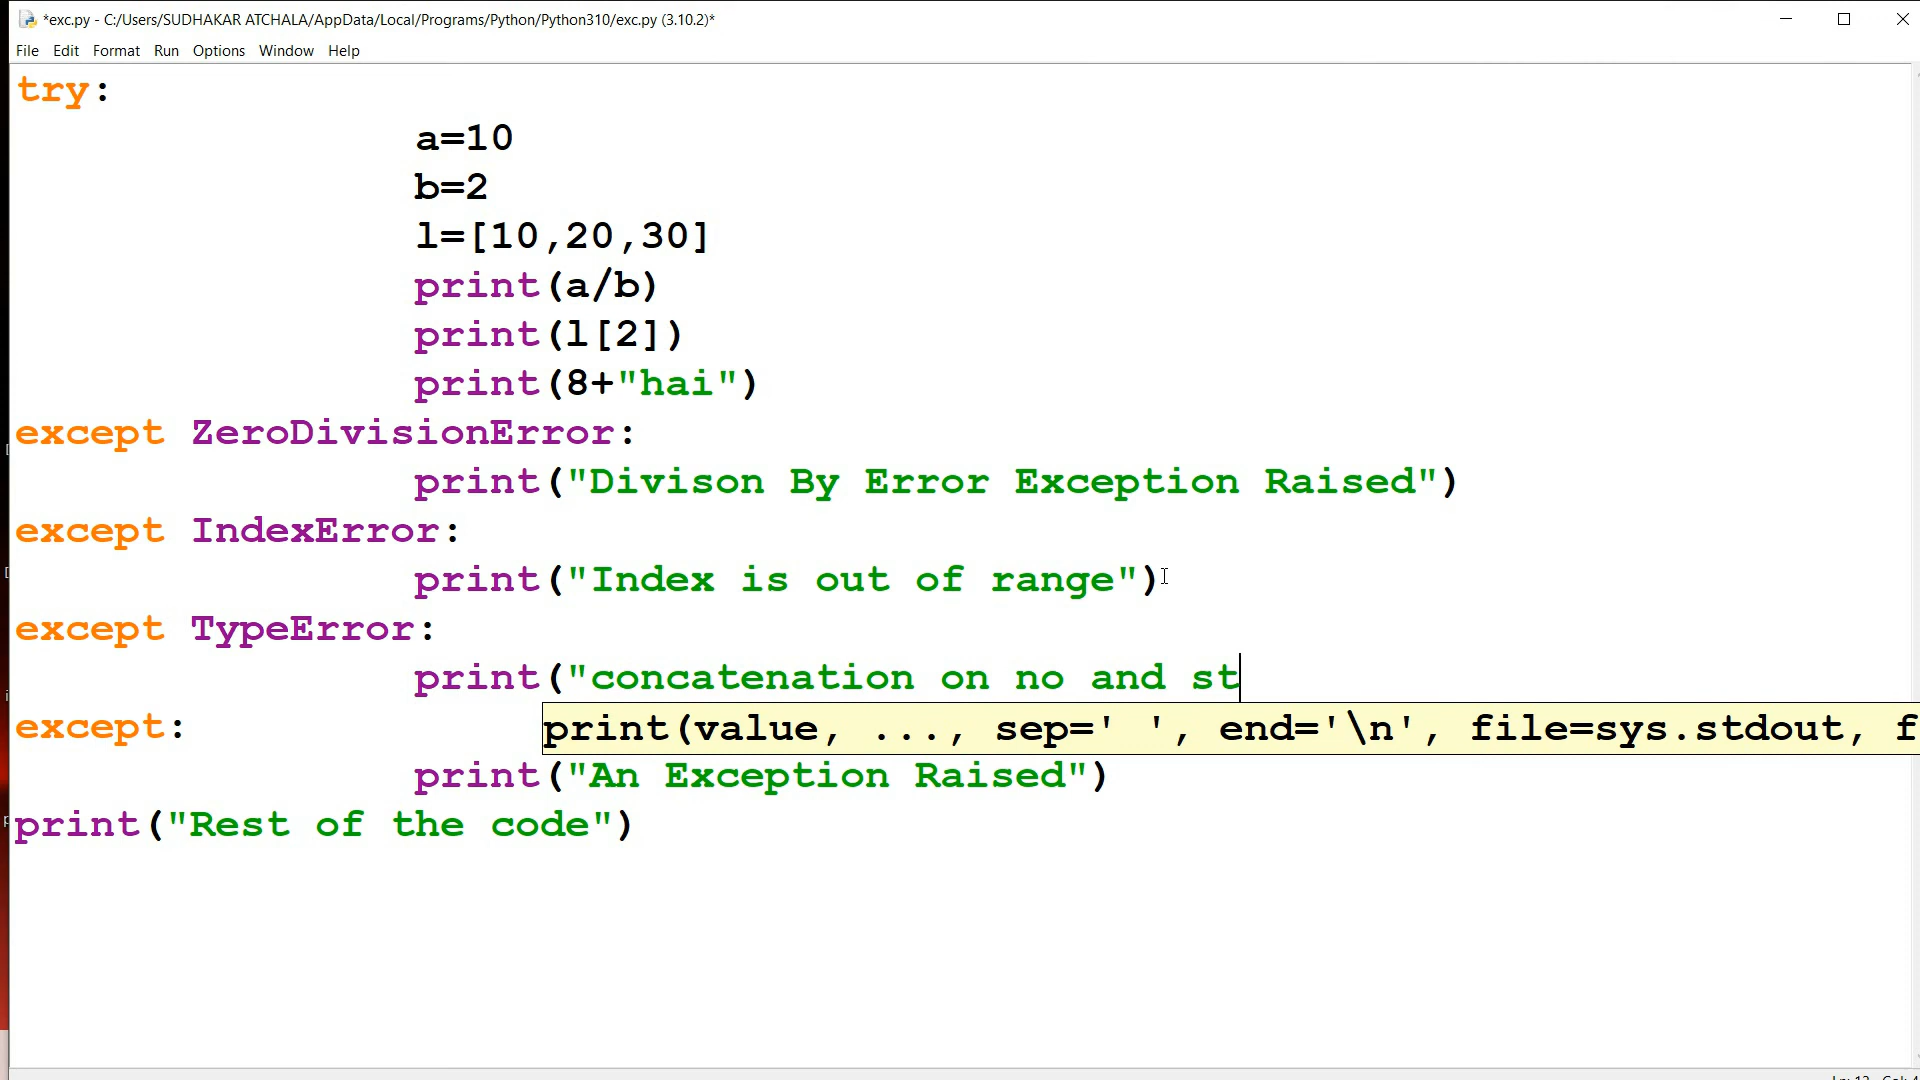 *exc.py - C:/Users/SUDHAKAR ATCHALA/AppData/Local/Programs/Python/Python310/exc.py (3.10.2)*
File Edit Format Run Options Window Help
try:
a=10
b=2
l=[10,20,30]
print(a/b)
print(l[2])
print(8+"hai")
except ZeroDivisionError:
print("Divison By Error Exception Raised")
except IndexError:
print("Index is out of range")
except TypeError:
print("concatenation on no and st
except:
print(value, ..., sep=' ', end='\n', file=sys.stdout, f
print("An Exception Raised")
print("Rest of the code")